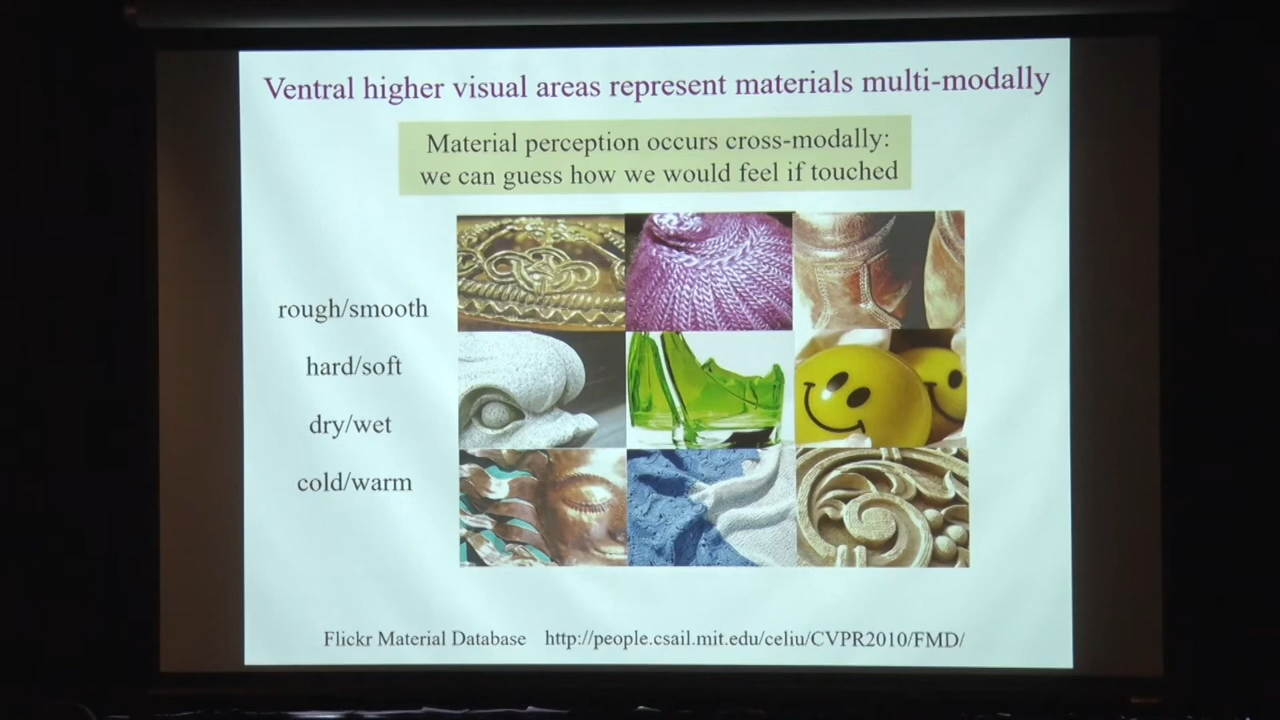 Ventral higher visual areas represent materials multi-modally
Material perception occurs cross-modally:
we can guess how we would feel if touched
rough/smooth
hard/soft
dry/wet
cold/warm
Flickr Material Database http://people.csail.mit.edu/celiu/CVPR2010/FMD/